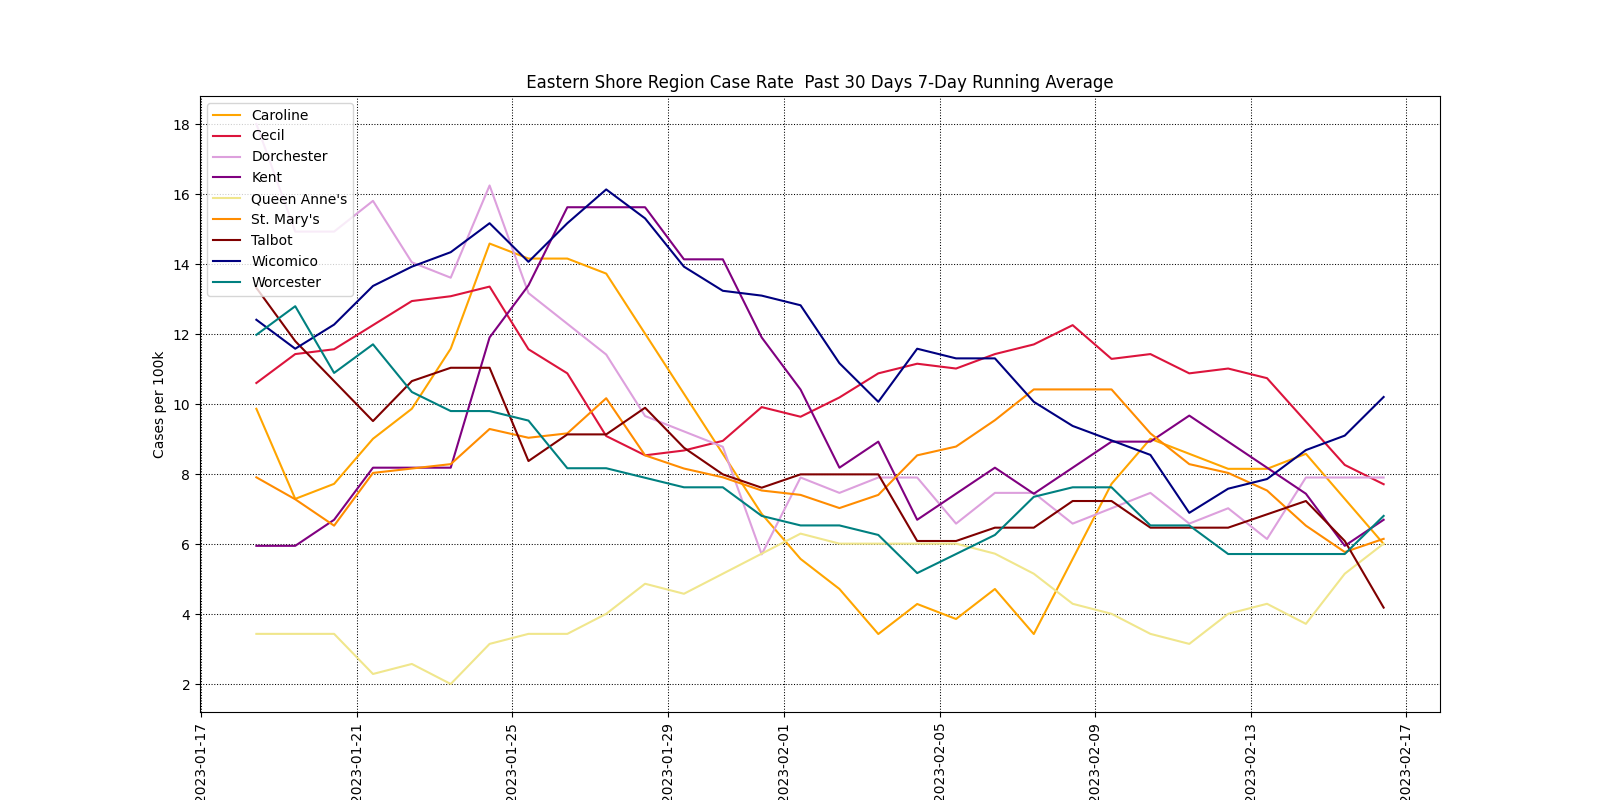 Eastern Shore Region Case Rate  Past 30 Days 7-Day Running Average
Caroline
Cecil
Dorchester
Kent
Queen Anne's
St. Mary's
Talbot
Wicomico
Worcester
Cases per 100k
18
16
14
12
10
8
6
4
2
2023-01-17
2023-01-21
2023-01-25
2023-01-29
2023-02-01
2023-02-05
2023-02-09
2023-02-13
2023-02-17